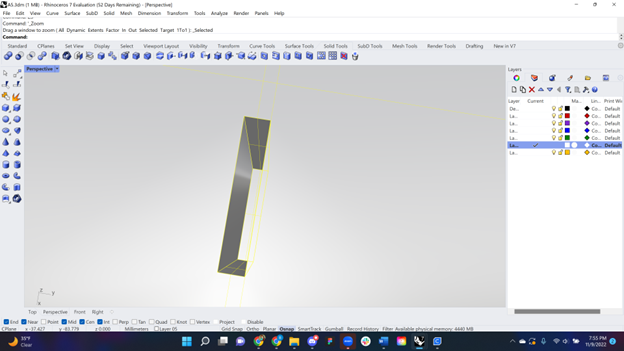 AS.3dm (1 MB) - Rhinoceros 7 Evaluation (52 Days Remaining) - [Perspective]
File Edit View Curve Surface SubD Solid Mesh Dimension Transform Tools Analyze Render Panels Help
Command: '_Zoom
Drag a window to zoom ( All Dynamic Extents Factor In Out Selected Target 1To1 ): _Selected
Command:
Standard CPlanes Set View Display Select Viewport Layout Visibility Transform Curve Tools Surface Tools Solid Tools SubD Tools Mesh Tools Render Tools Drafting New in V7
Perspective
Layers
Layer Current Ma... Lin... Print Wi
De... Co... Default
La... Co... Default
La... Co... Default
La... Co... Default
La... Co... Default
La... Co... Default
La... Co... Default
z y
x
Top Perspective Front Right
End Near Point Mid Cen Int Perp Tan Quad Knot Vertex Project Disable
CPlane x -37.827 y -83.779 z 0.000 Millimeters Layer 05 Grid Snap Ortho Planar Osnap SmartTrack Gumball Record History Filter Available physical memory: 4440 MB
35°F
Clear
7:55 PM
11/9/2022